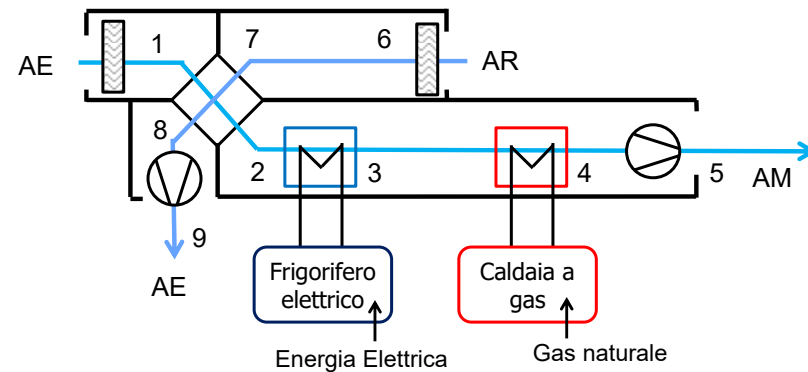 1
7
6
AE
AR
8
2
3
4
5
AM
9
AE
Frigorifero
elettrico
Caldaia a
gas
Energia Elettrica
Gas naturale